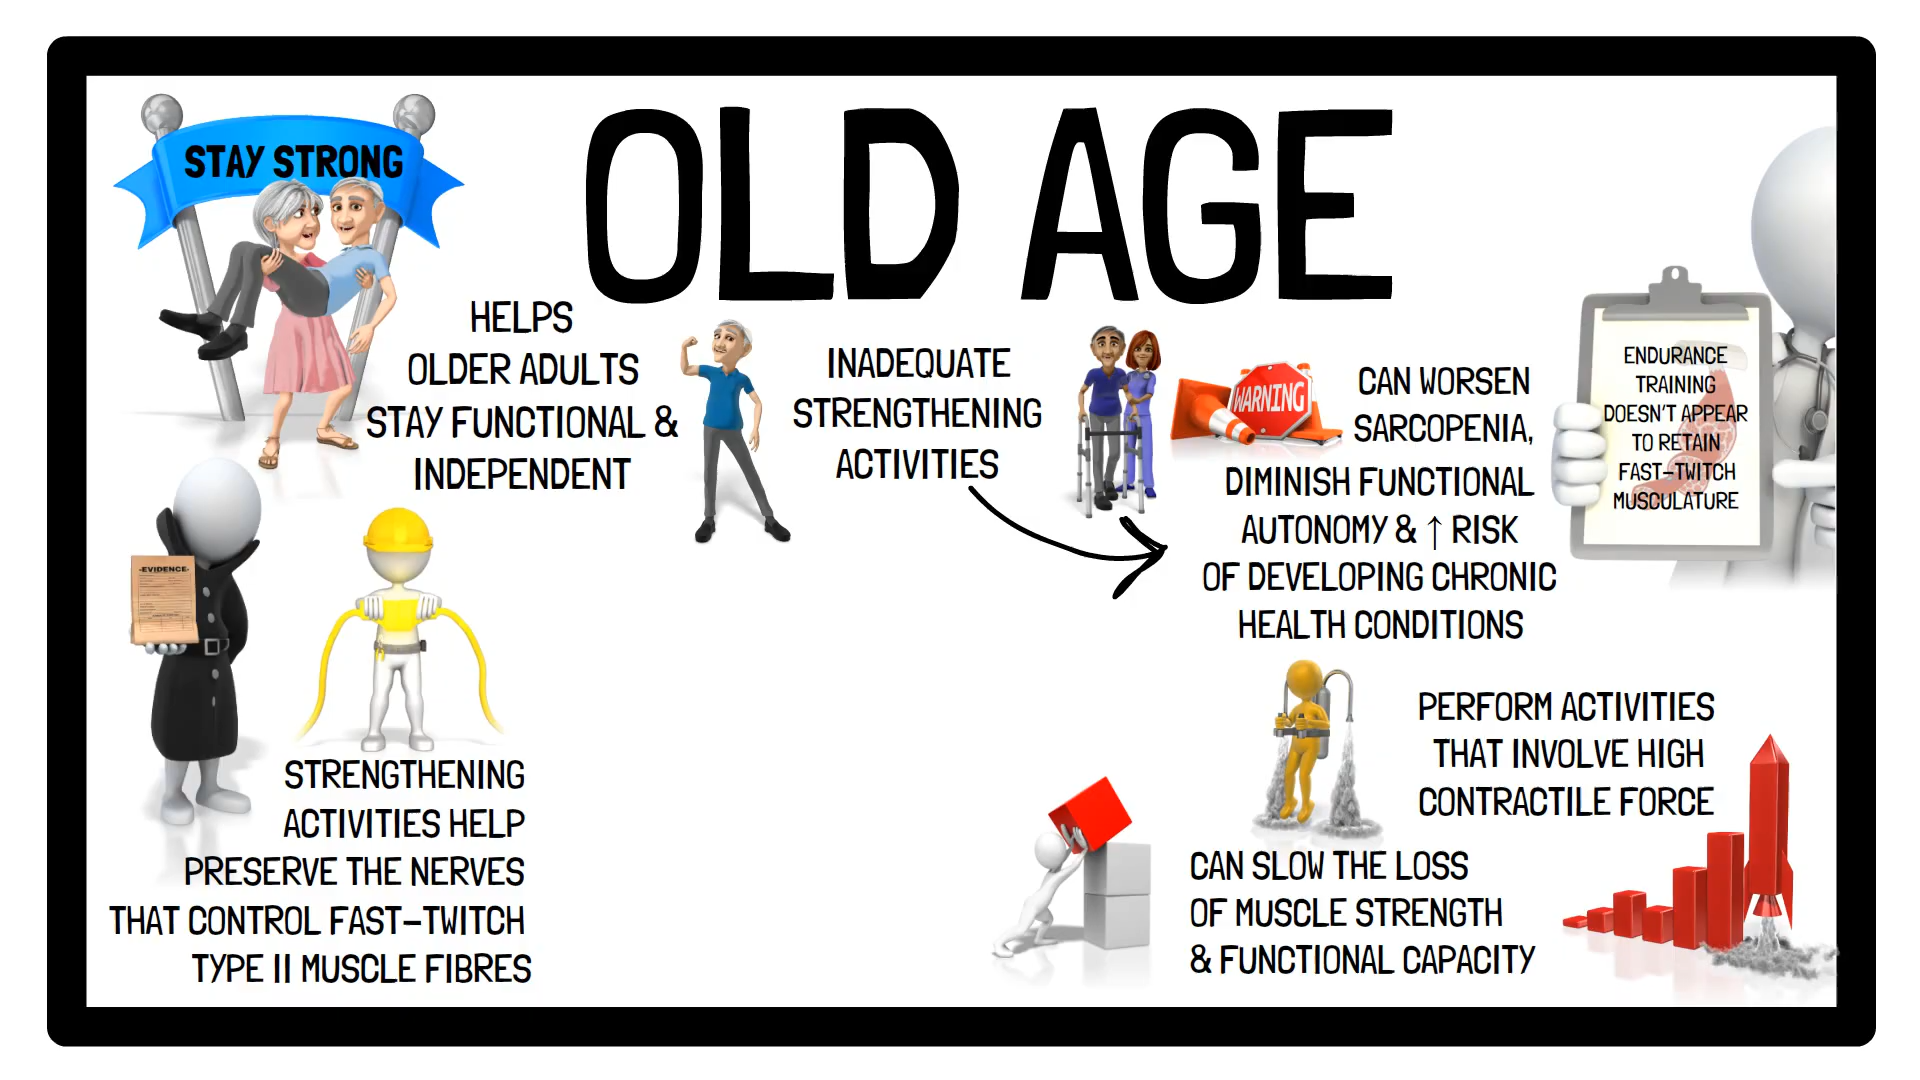 OLD AGE
STAY STRONG
HELPS
OLDER ADULTS
STAY FUNCTIONAL &
INDEPENDENT
INADEQUATE
STRENGTHENING
ACTIVITIES
WARNING
CAN WORSEN
SARCOPENIA,
DIMINISH FUNCTIONAL
AUTONOMY & ↑ RISK
OF DEVELOPING CHRONIC
HEALTH CONDITIONS
ENDURANCE
TRAINING
DOESN'T APPEAR
TO RETAIN
FAST-TWITCH
MUSCULATURE
-EVIDENCE-
STRENGTHENING
ACTIVITIES HELP
PRESERVE THE NERVES
THAT CONTROL FAST-TWITCH
TYPE II MUSCLE FIBRES
PERFORM ACTIVITIES
THAT INVOLVE HIGH
CONTRACTILE FORCE
CAN SLOW THE LOSS
OF MUSCLE STRENGTH
& FUNCTIONAL CAPACITY